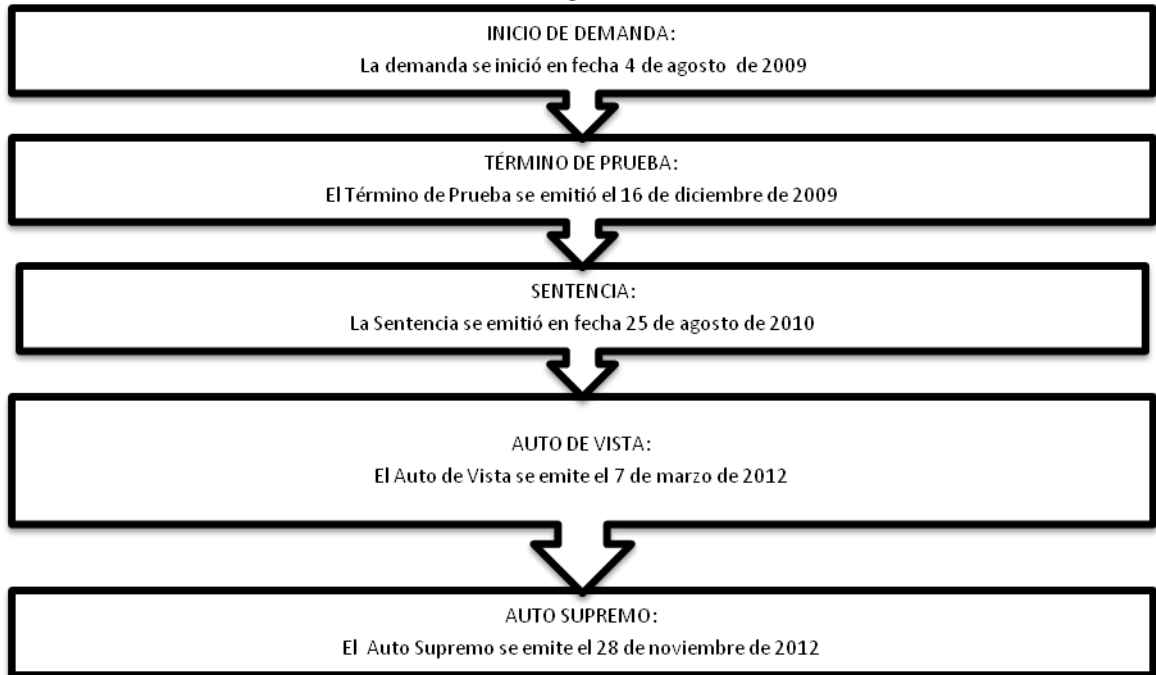 INICIO DE DEMANDA:
La demanda se inició en fecha 4 de agosto de 2009
TÉRMINO DE PRUEBA:
El Término de Prueba se emitió el 16 de diciembre de 2009
SENTENCIA:
La Sentencia se emitió en fecha 25 de agosto de 2010
AUTO DE VISTA:
El Auto de Vista se emite el 7 de marzo de 2012
AUTO SUPREMO:
El Auto Supremo se emite el 28 de noviembre de 2012